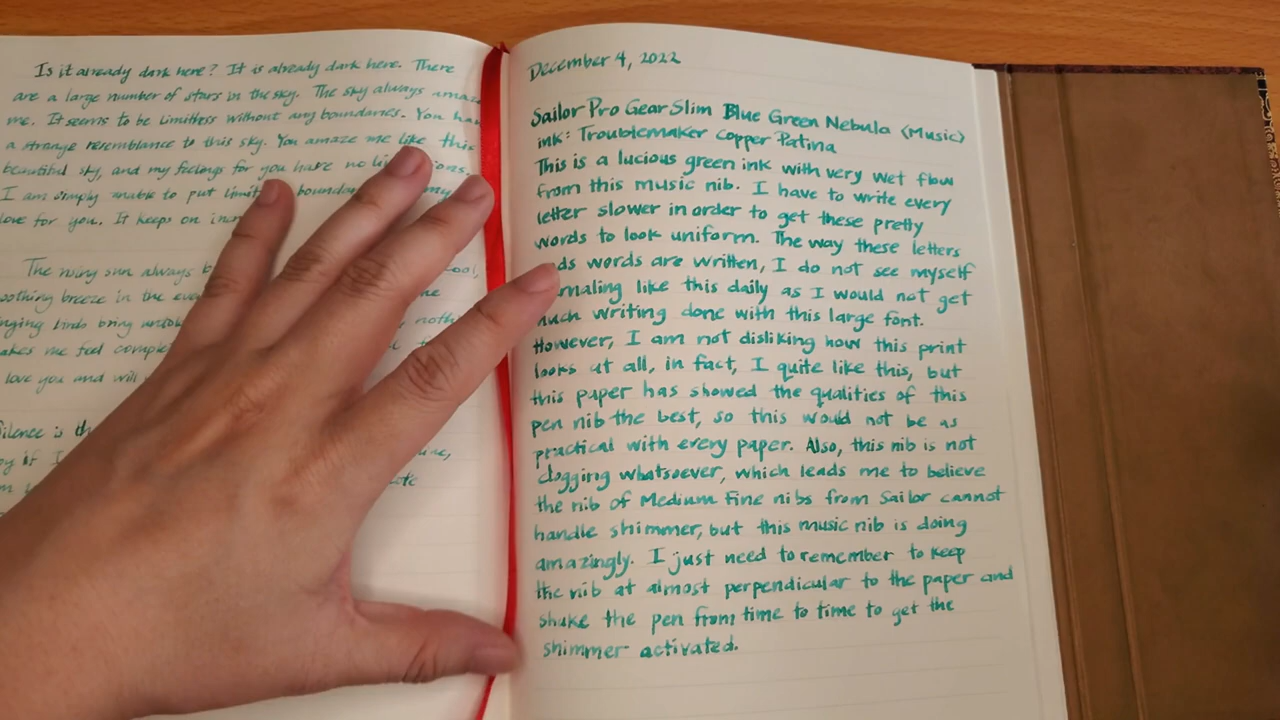 Is it already dark here? It is already dark here. There
are a large number of stars in the sky. The sky always
me. It seems to be limitless without any boundaries. You
a strange resemblance to this sky. You amaze me like this
beautiful sky, and my feelings for you have no
I am simply unable to put my
love for you. It keeps on
The rising sun always
breeze in the
birds bring
me feel
love you and will
Silence is
if I
December 4, 2022
Sailor Pro Gear Slim Blue Green Nebula (Music)
ink: Troublemaker Copper Patina
This is a lucious green ink with very wet flow
from this music nib. I have to write every
letter slower in order to get these pretty
words to look uniform. The way these letters
words are written, I do not see myself
like this daily as I would not get
much writing done with this large font.
However, I am not disliking how this print
looks at all, in fact, I quite like this, but
this paper has showed the qualities of this
pen nib the best, so this would not be as
practical with every paper. Also, this nib is not
clogging whatsoever, which leads me to believe
the nib of Medium Fine nibs from Sailor cannot
handle shimmer, but this music nib is doing
amazingly. I just need to remember to keep
the nib at almost perpendicular to the paper and
shake the pen from time to time to get the
shimmer activated.